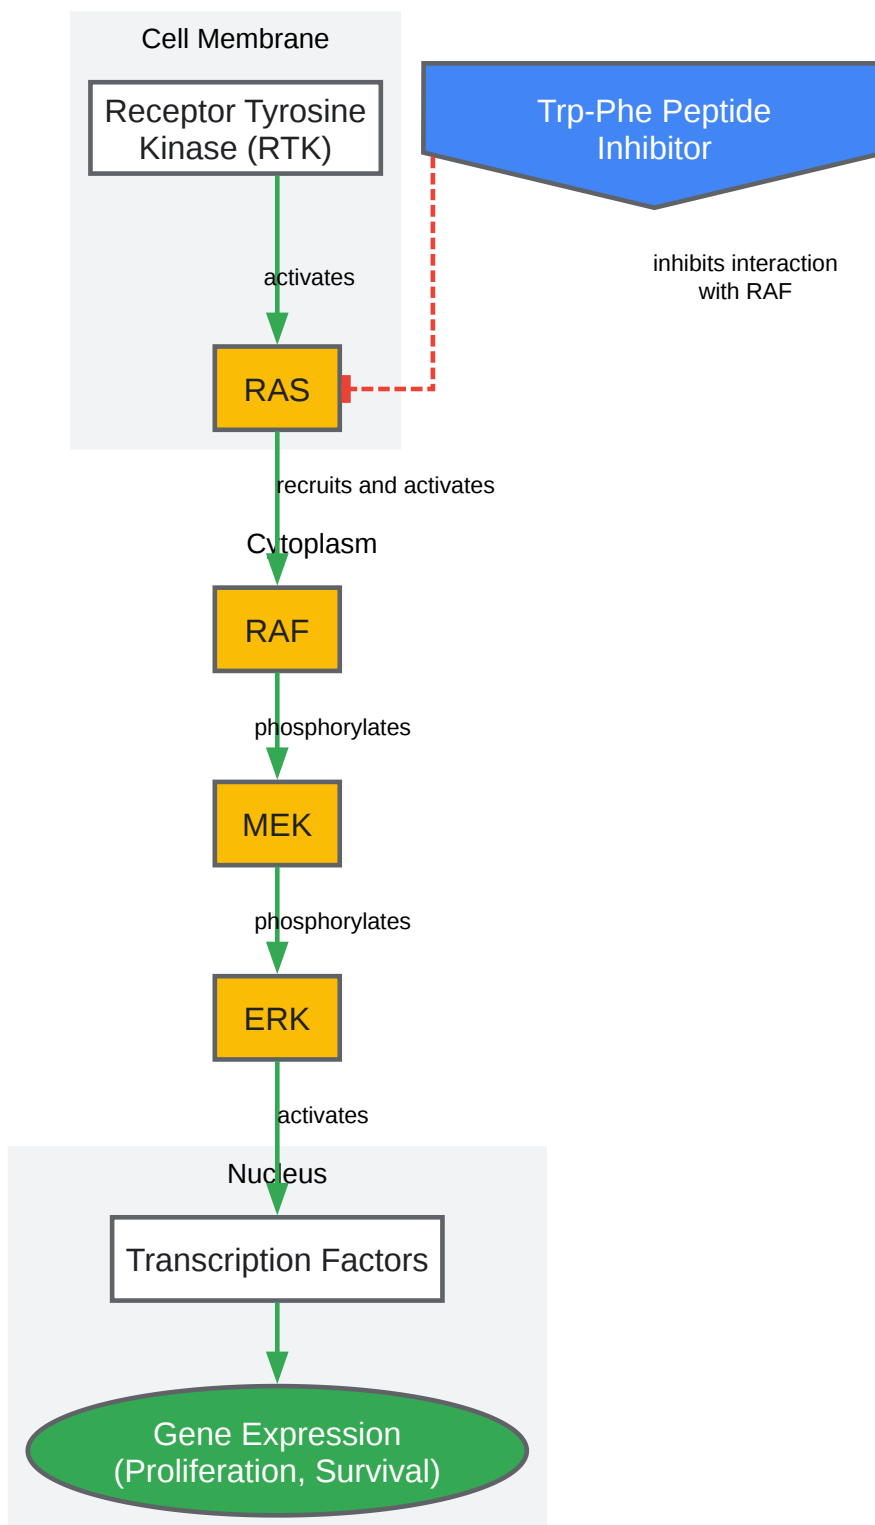 Cell Membrane
Receptor Tyrosine
Kinase (RTK)
Trp-Phe Peptide
Inhibitor
inhibits interaction
with RAF
activates
RAS
recruits and activates
Cytoplasm
RAF
phosphorylates
MEK
phosphorylates
ERK
activates
Nucleus
Transcription Factors
Gene Expression
(Proliferation, Survival)